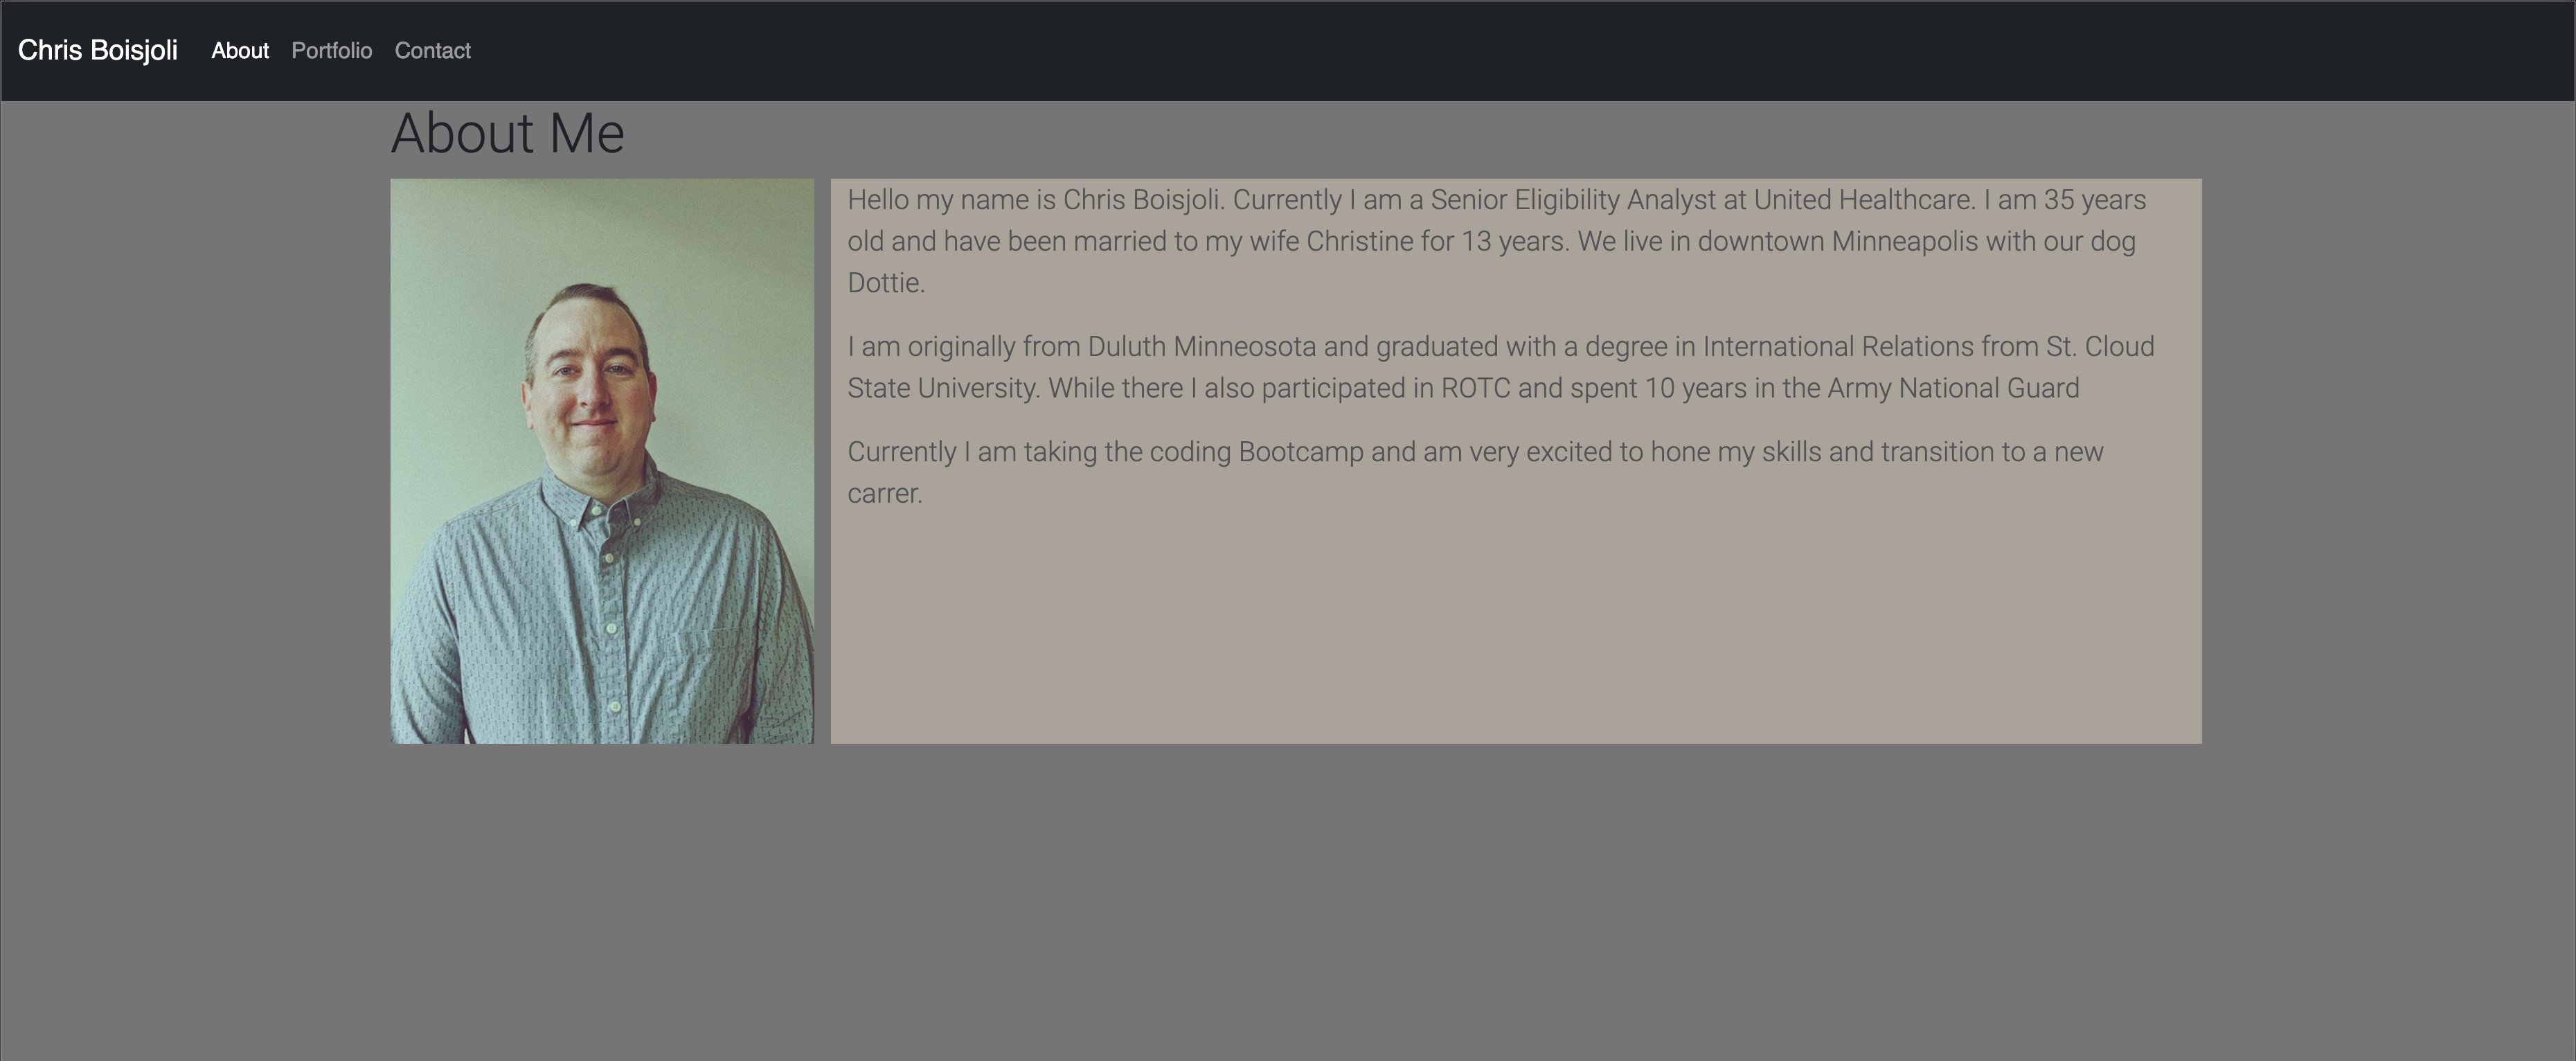 Chris Boisjoli About Portfolio Contact
About Me
Hello my name is Chris Boisjoli. Currently I am a Senior Eligibility Analyst at United Healthcare. I am 35 years
old and have been married to my wife Christine for 13 years. We live in downtown Minneapolis with our dog
Dottie.
I am originally from Duluth Minneosota and graduated with a degree in International Relations from St. Cloud
State University. While there I also participated in ROTC and spent 10 years in the Army National Guard
Currently I am taking the coding Bootcamp and am very excited to hone my skills and transition to a new
carrer.